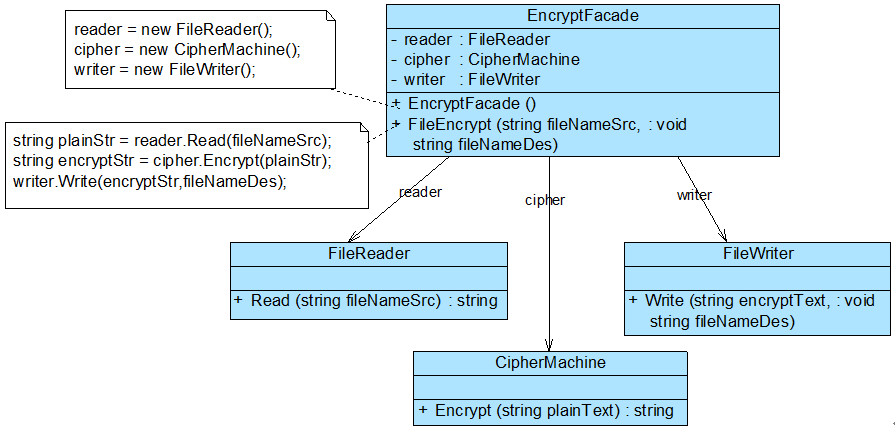 reader = new FileReader();
cipher = new CipherMachine();
writer = new FileWriter();
string plainStr = reader.Read(fileNameSrc);
string encryptStr = cipher.Encrypt(plainStr);
writer.Write(encryptStr,fileNameDes);
EncryptFacade
- reader : FileReader
- cipher : CipherMachine
- writer : FileWriter
+ EncryptFacade ()
+ FileEncrypt (string fileNameSrc, : void
string fileNameDes)
reader
cipher
writer
FileReader
+ Read (string fileNameSrc) : string
FileWriter
+ Write (string encryptText, : void
string fileNameDes)
CipherMachine
+ Encrypt (string plainText) : string